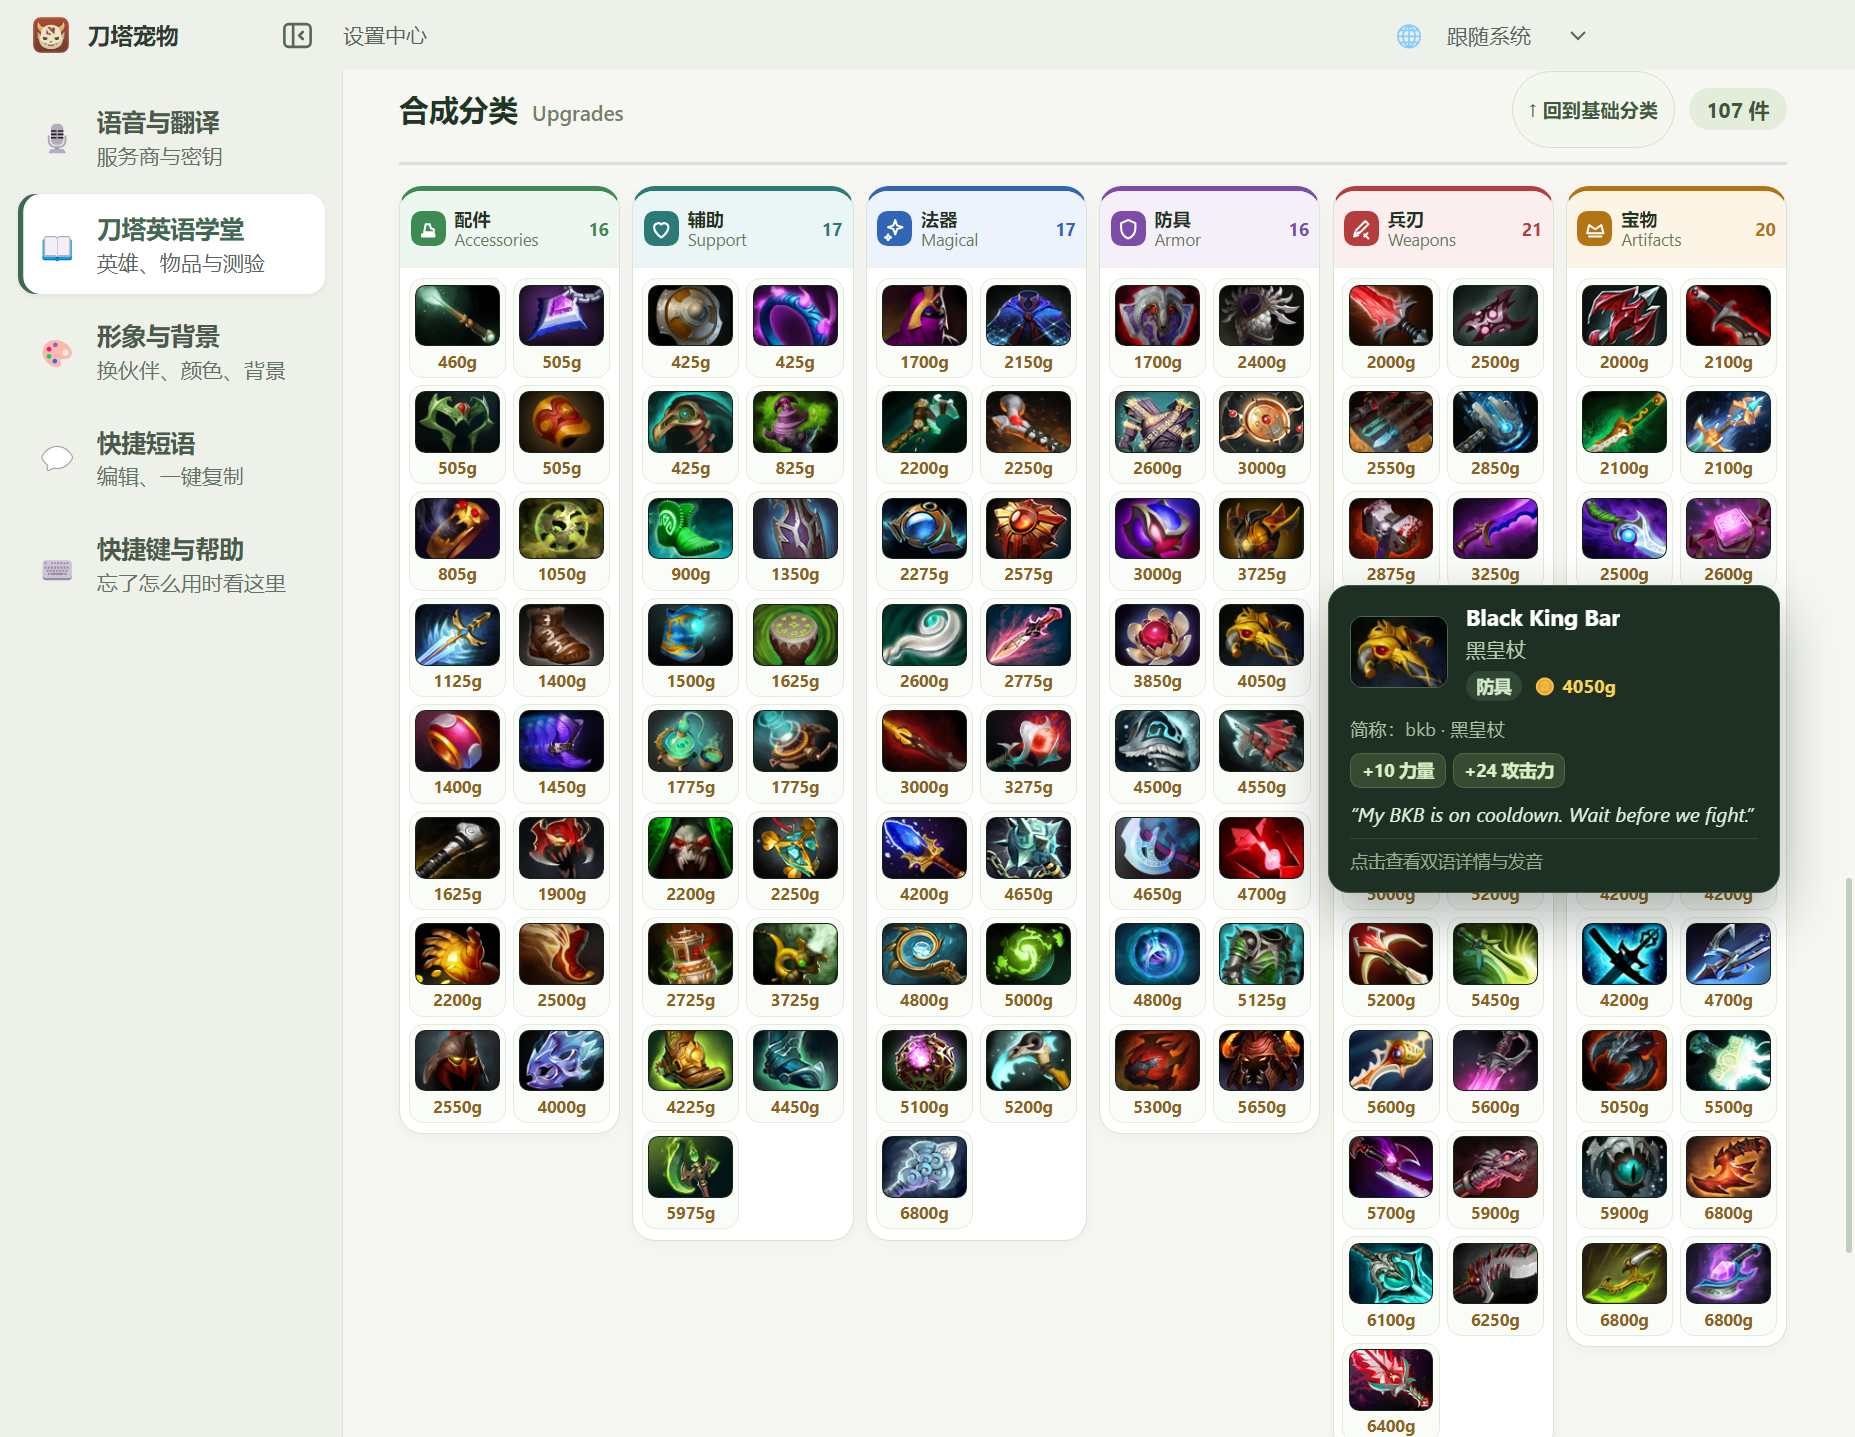 刀塔宠物
设置中心
跟随系统
语音与翻译
服务商与密钥
刀塔英语学堂
英雄、物品与测验
形象与背景
换伙伴、颜色、背景
快捷短语
编辑、一键复制
快捷键与帮助
忘了怎么用时看这里
合成分类 Upgrades
↑ 回到基础分类
107 件
配件
Accessories
16
460g 505g
505g 505g
805g 1050g
1125g 1400g
1400g 1450g
1625g 1900g
2200g 2500g
2550g 4000g
辅助
Support
17
425g 425g
425g 825g
900g 1350g
1500g 1625g
1775g 1775g
2200g 2250g
2725g 3725g
4225g 4450g
5975g
法器
Magical
17
1700g 2150g
2200g 2250g
2275g 2575g
2600g 2775g
3000g 3275g
4200g 4650g
4800g 5000g
5100g 5200g
6800g
防具
Armor
16
1700g 2400g
2600g 3000g
3000g 3725g
3850g 4050g
4500g 4550g
4650g 4700g
4800g 5125g
5300g 5650g
兵刃
Weapons
21
2000g 2500g
2550g 2850g
2875g 3250g
5000g 5200g
5200g 5450g
5600g 5600g
5700g 5900g
6100g 6250g
6400g
宝物
Artifacts
20
2000g 2100g
2100g 2100g
2500g 2600g
4200g 4200g
4200g 4700g
5050g 5500g
5900g 6800g
6800g 6800g
Black King Bar
黑皇杖
防具 4050g
简称：bkb · 黑皇杖
+10 力量 +24 攻击力
“My BKB is on cooldown. Wait before we fight.”
点击查看双语详情与发音